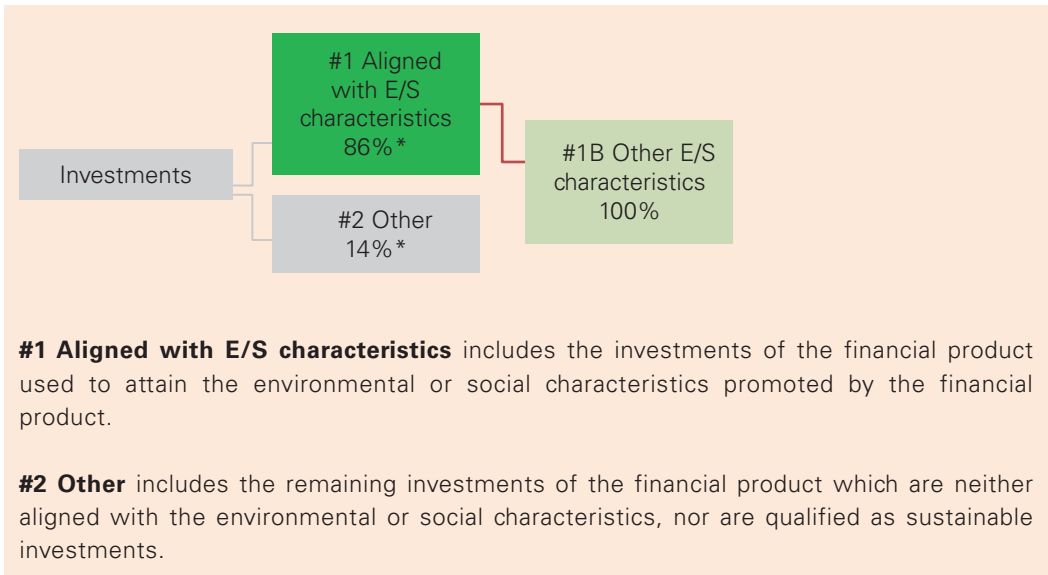 #1 Aligned
with E/S
characteristics
86%*
Investments
#1B Other E/S
characteristics
100%
#2 Other
14%*
#1 Aligned with E/S characteristics includes the investments of the financial product
used to attain the environmental or social characteristics promoted by the financial
product.
#2 Other includes the remaining investments of the financial product which are neither
aligned with the environmental or social characteristics, nor are qualified as sustainable
investments.